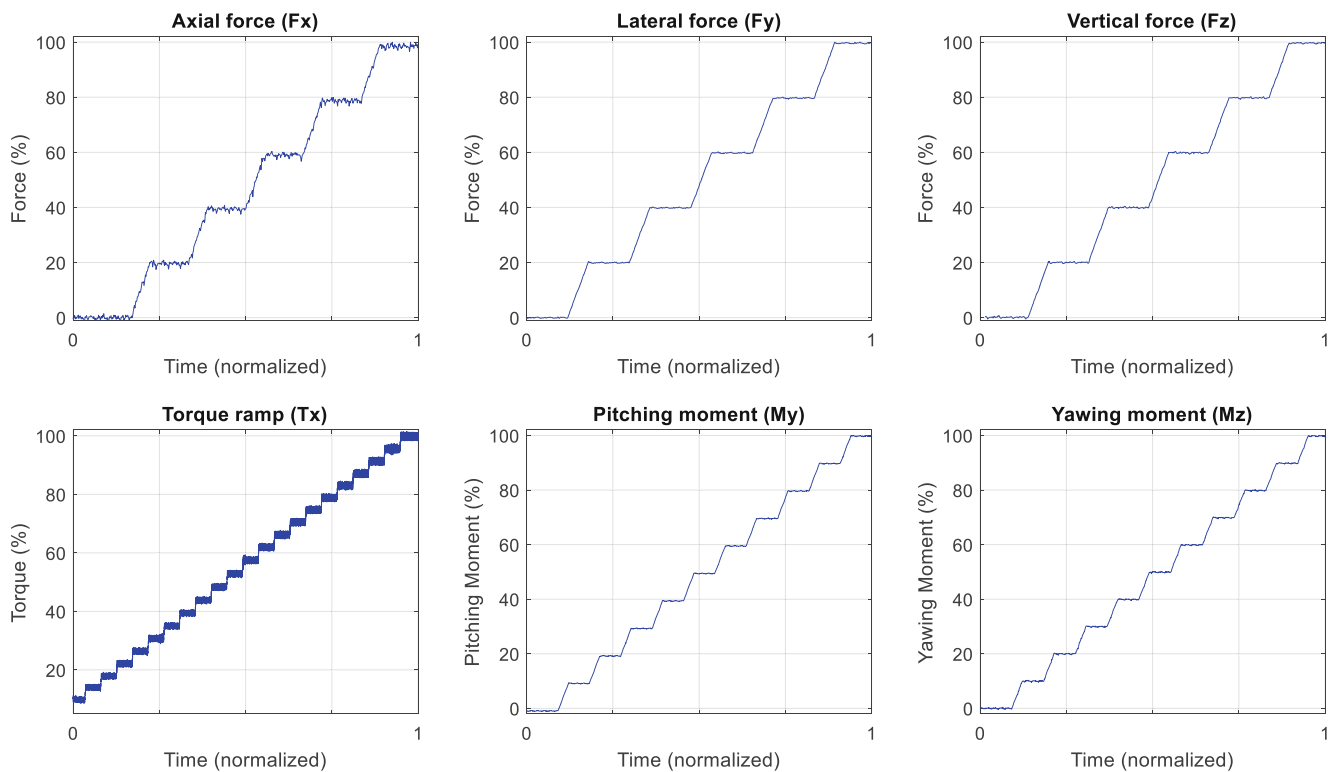 Axial force (Fx)
100
80
60
40
20
0
Force (%)
0
1
Time (normalized)
Lateral force (Fy)
100
80
60
40
20
0
Force (%)
0
1
Time (normalized)
Vertical force (Fz)
100
80
60
40
20
0
Force (%)
0
1
Time (normalized)
Torque ramp (Tx)
100
80
60
40
20
Torque (%)
0
1
Time (normalized)
Pitching moment (My)
100
80
60
40
20
0
Pitching Moment (%)
0
1
Time (normalized)
Yawing moment (Mz)
100
80
60
40
20
0
Yawing Moment (%)
0
1
Time (normalized)